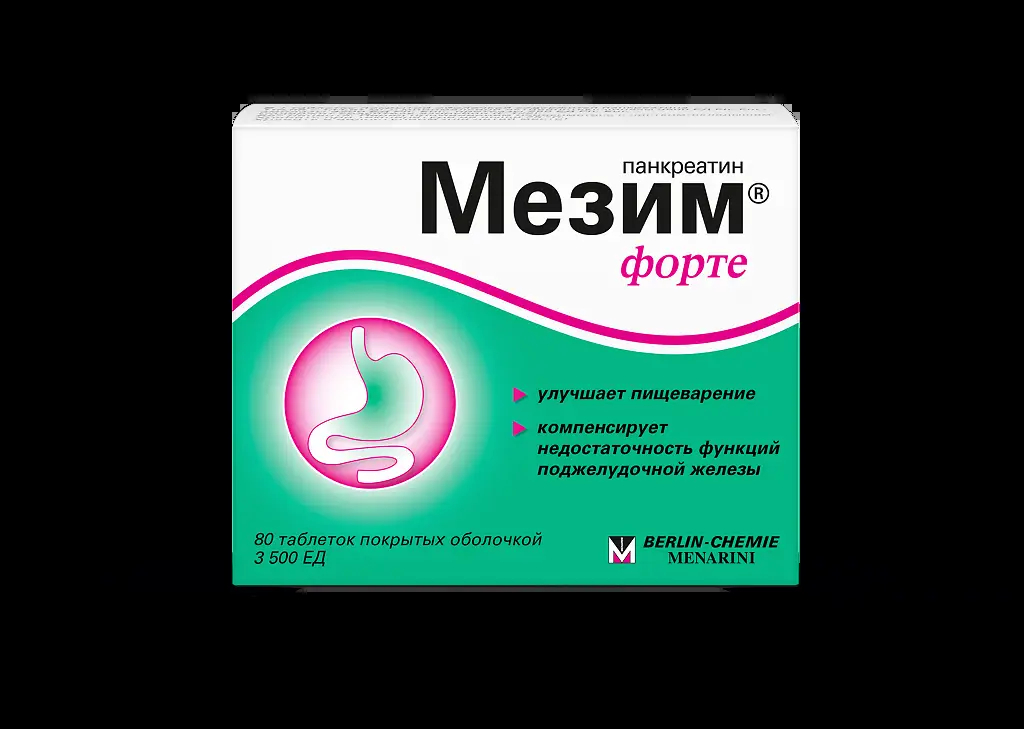 панкреатин
Мезим®
форте
улучшает пищеварение
компенсирует
недостаточность функций
поджелудочной железы
80 таблеток покрытых оболочкой
3 500 ЕД
BERLIN-CHEMIE
MENARINI